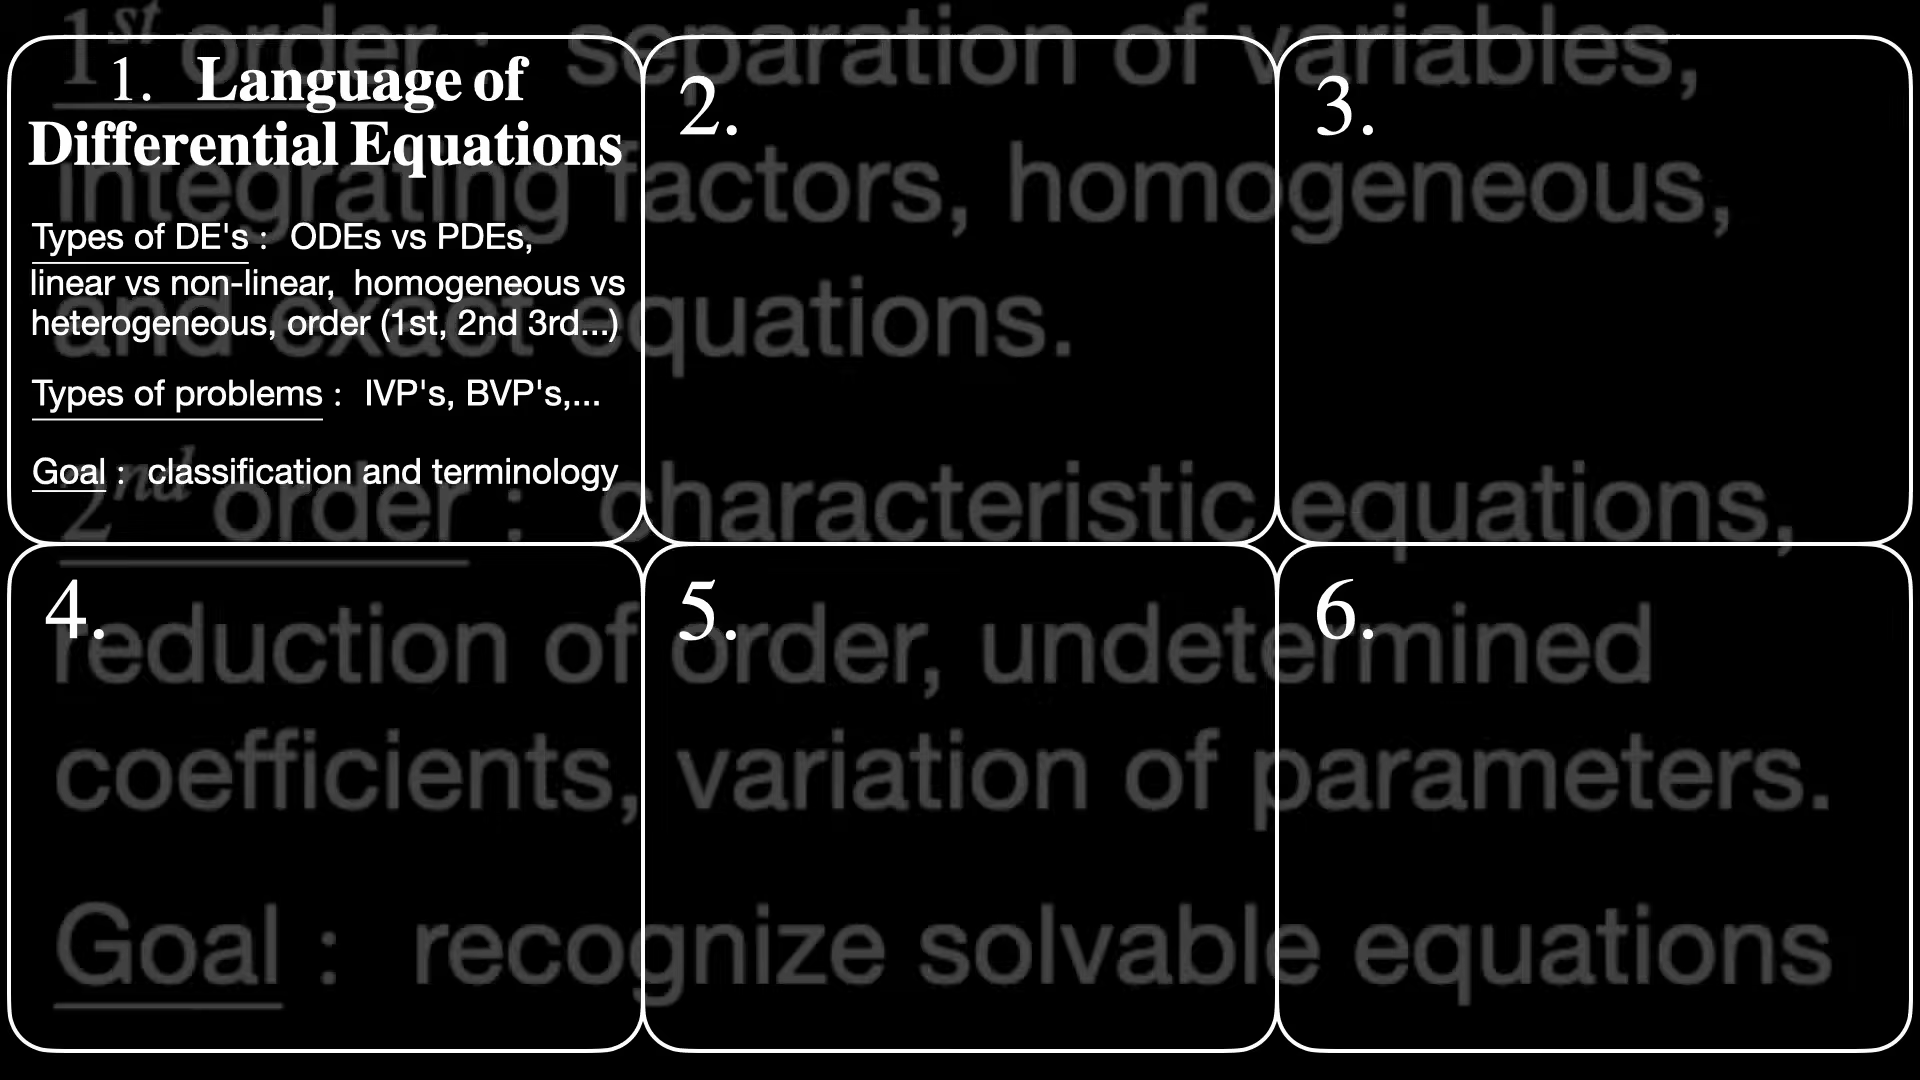 1. Language of
Differential Equations
Types of DE's : ODEs vs PDEs,
linear vs non-linear, homogeneous vs
heterogeneous, order (1st, 2nd 3rd...)
Types of problems : IVP's, BVP's,...
Goal : classification and terminology
2.
3.
4.
5.
6.
1st order : separation of variables,
integrating factors, homogeneous,
and exact equations.
2nd order : characteristic equations,
reduction of order, undetermined
coefficients, variation of parameters.
Goal : recognize solvable equations